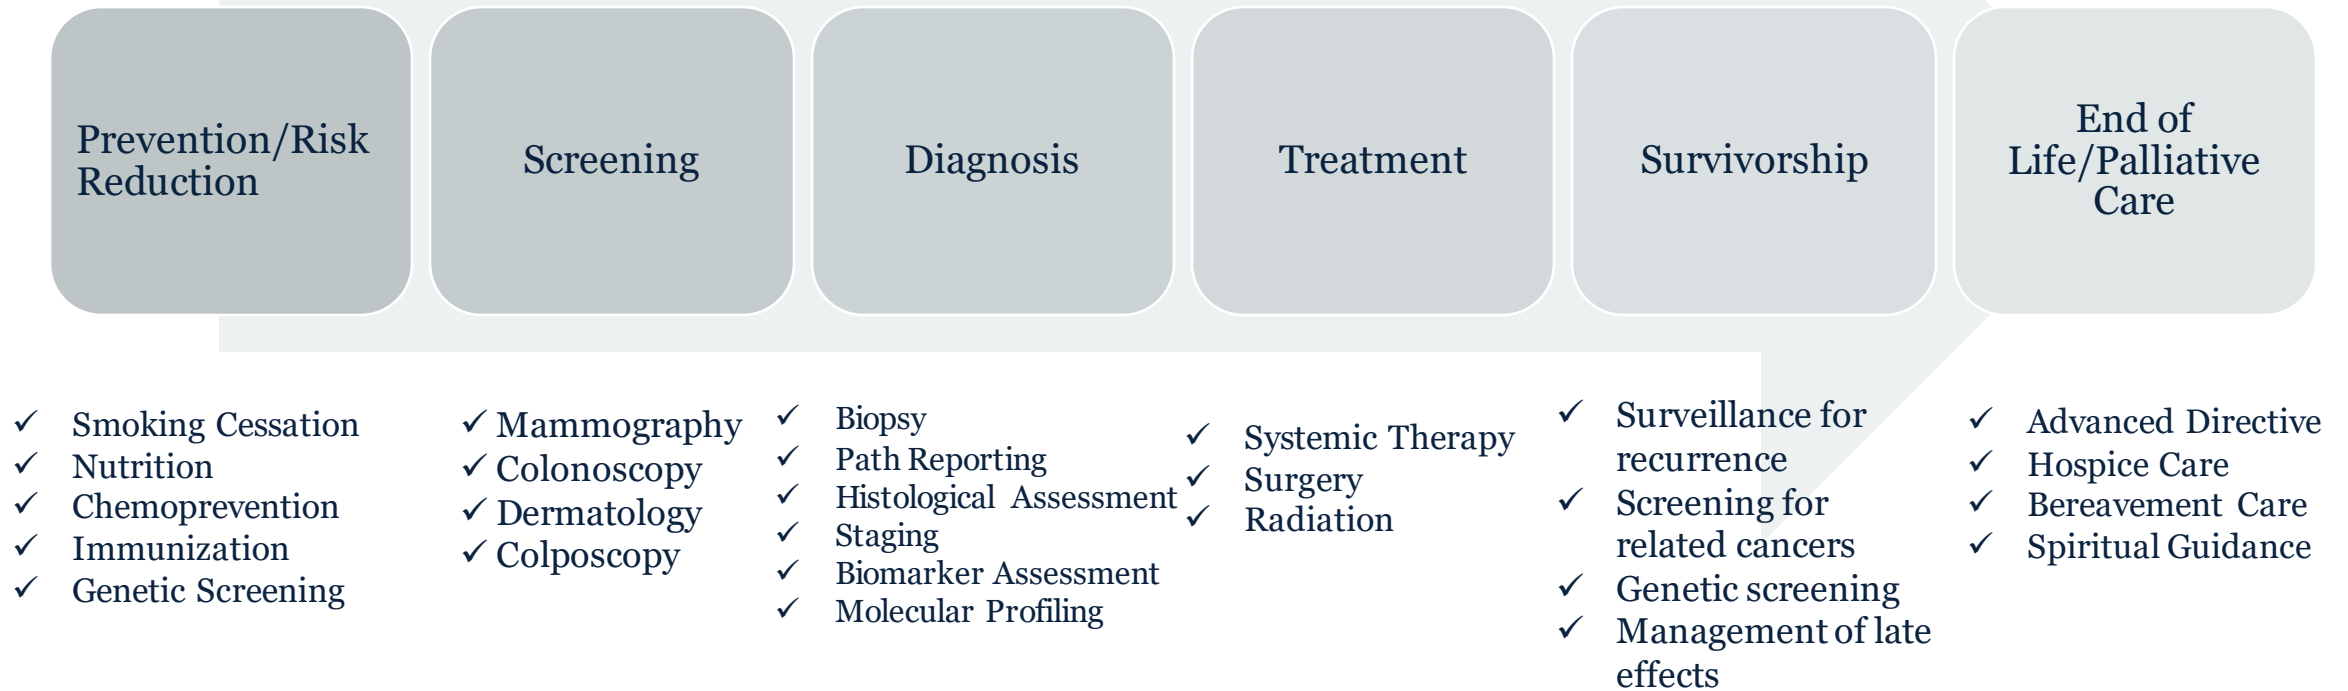 Prevention/Risk
Reduction
Screening
Diagnosis
Treatment
Survivorship
End of
Life/Palliative
Care
✓ Smoking Cessation
✓ Nutrition
✓ Chemoprevention
✓ Immunization
✓ Genetic Screening
✓ Mammography
✓ Colonoscopy
✓ Dermatology
✓ Colposcopy
✓ Biopsy
✓ Path Reporting
✓ Histological Assessment
✓ Staging
✓ Biomarker Assessment
✓ Molecular Profiling
✓ Systemic Therapy
✓ Surgery
✓ Radiation
✓ Surveillance for
recurrence
✓ Screening for
related cancers
✓ Genetic screening
✓ Management of late
effects
✓ Advanced Directive
✓ Hospice Care
✓ Bereavement Care
✓ Spiritual Guidance